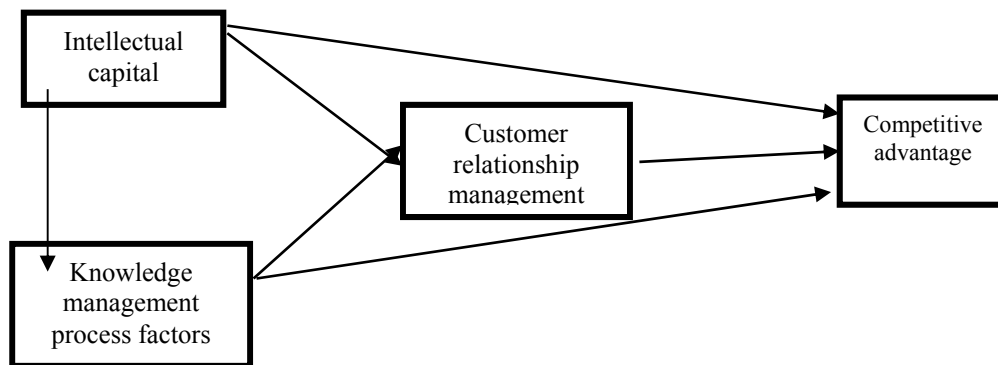 Intellectual
capital
Customer
relationship
management
Competitive
advantage
Knowledge
management
process factors